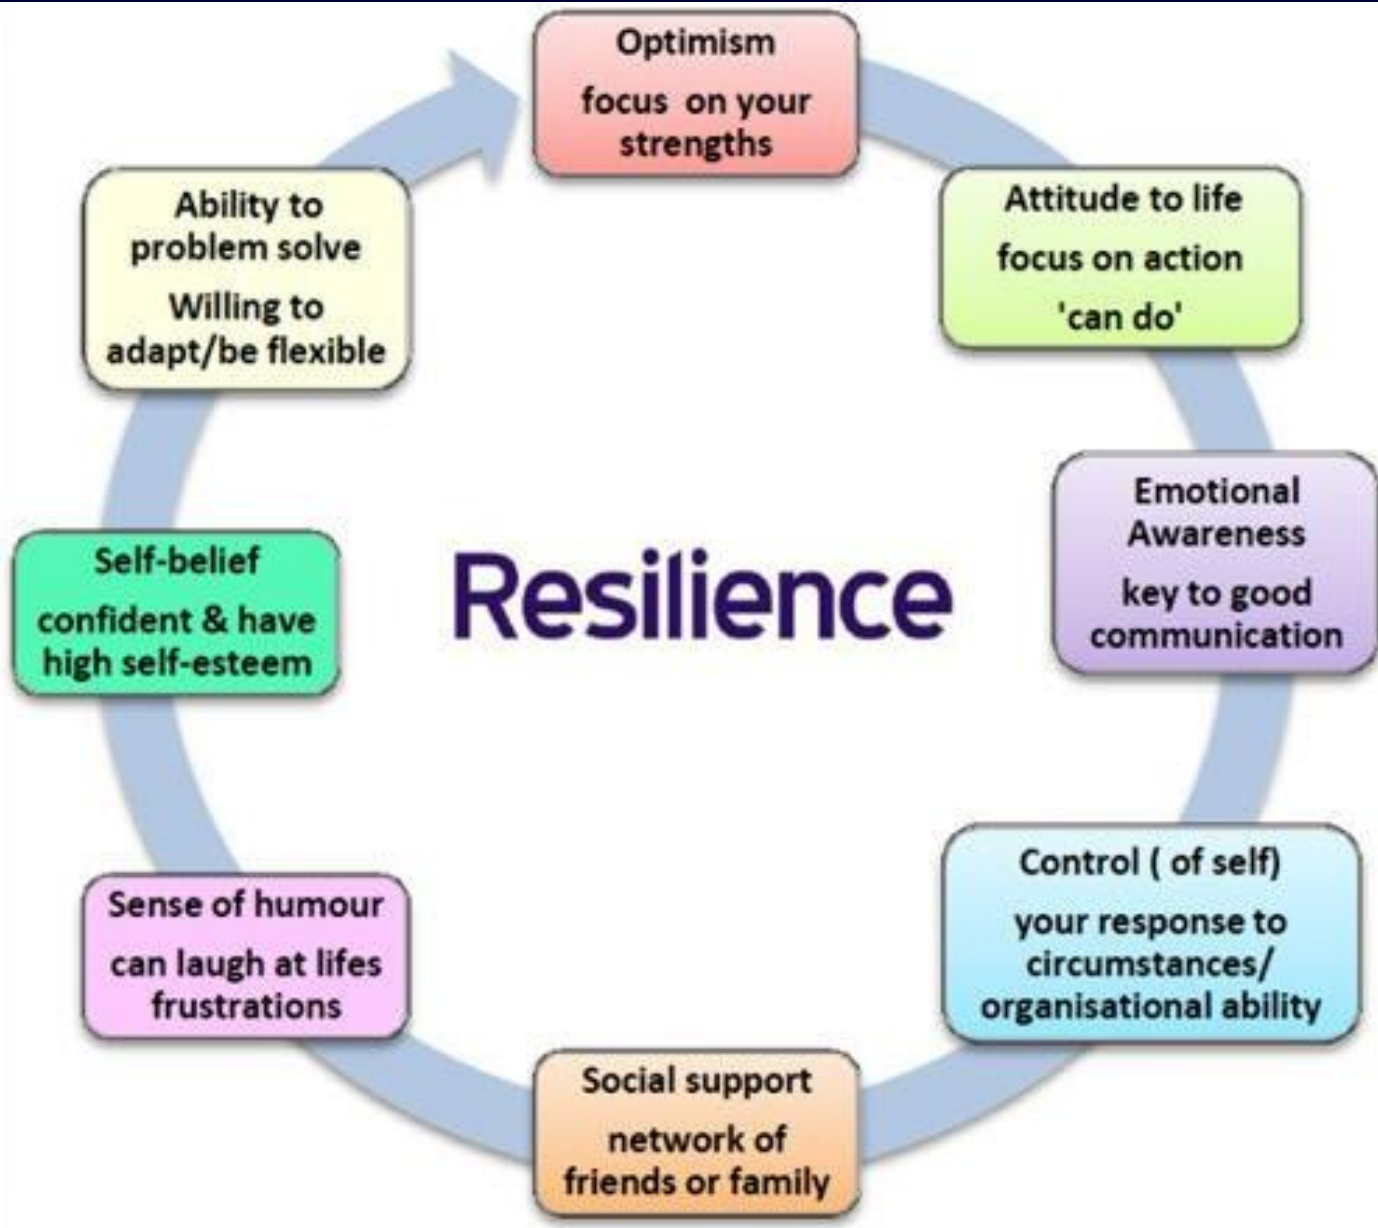 Optimism
focus on your
strengths
Attitude to life
focus on action
'can do'
Emotional
Awareness
key to good
communication
Control ( of self)
your response to
circumstances/
organisational ability
Social support
network of
friends or family
Sense of humour
can laugh at lifes
frustrations
Self-belief
confident & have
high self-esteem
Ability to
problem solve
Willing to
adapt/be flexible
Resilience